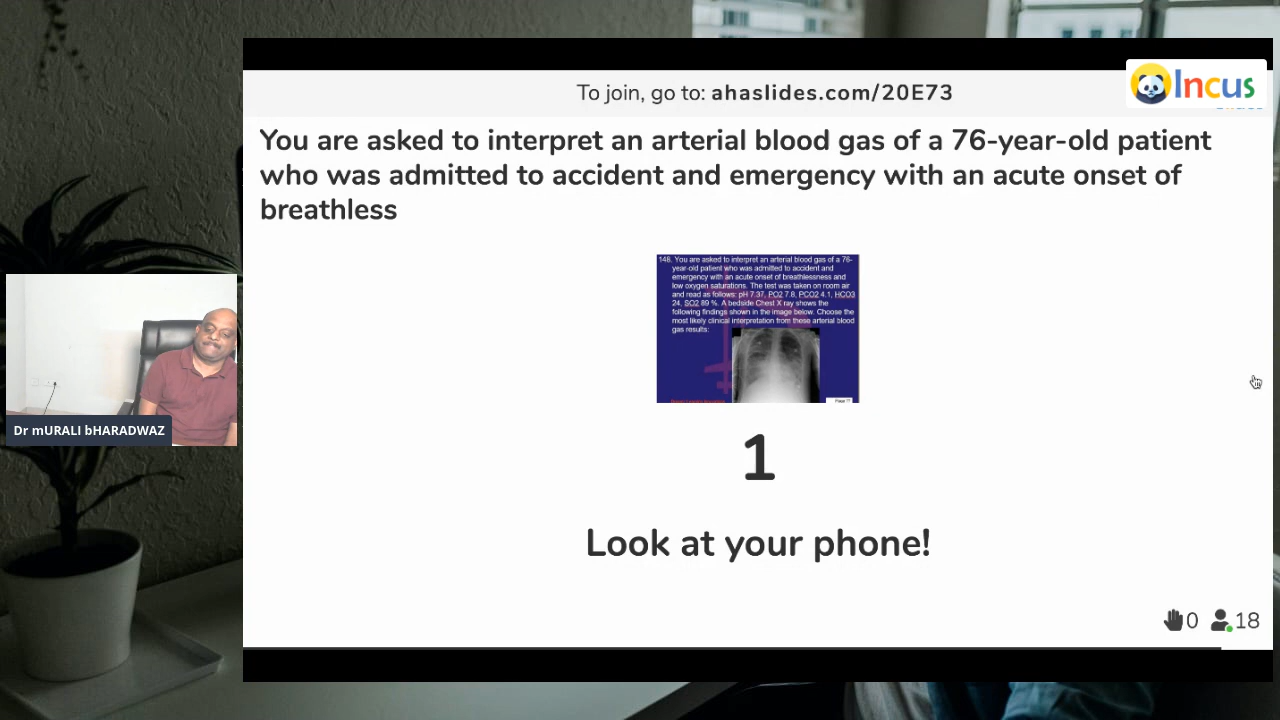 To join, go to: ahaslides.com/20E73
Incus
You are asked to interpret an arterial blood gas of a 76-year-old patient
who was admitted to accident and emergency with an acute onset of
breathless
148. You are asked to interpret an arterial blood gas of a 76-
year-old patient who was admitted to accident and
emergency with an acute onset of breathlessness and
low oxygen saturations. The test was taken on room air
and read as follows: pH 7.37, PO2 7.8, PCO2 4.1, HCO3
24, SO2 89 %. A bedside Chest X ray shows the
following findings shown in the image below. Choose the
most likely clinical interpretation from these arterial blood
gas results:
1
Look at your phone!
Dr mURALI bHARADWAZ
0 18